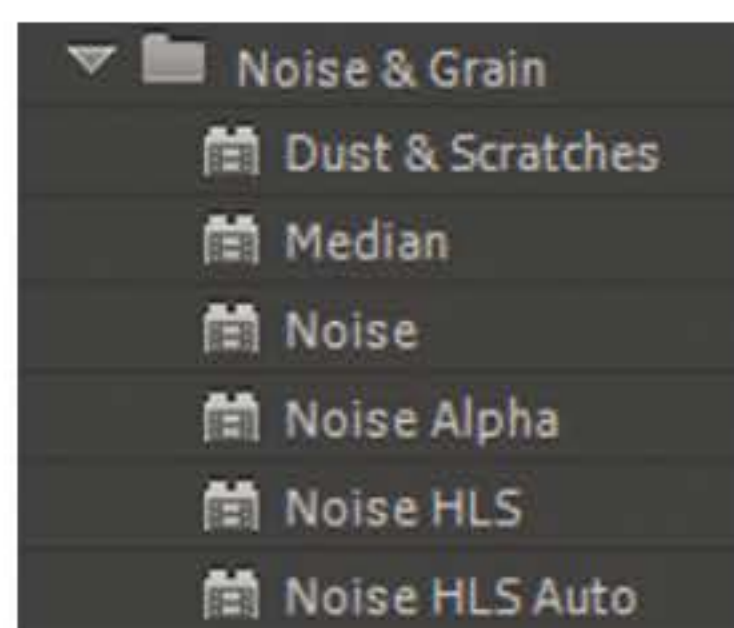 Noise & Grain
Dust & Scratches
Median
Noise
Noise Alpha
Noise HLS
Noise HLS Auto